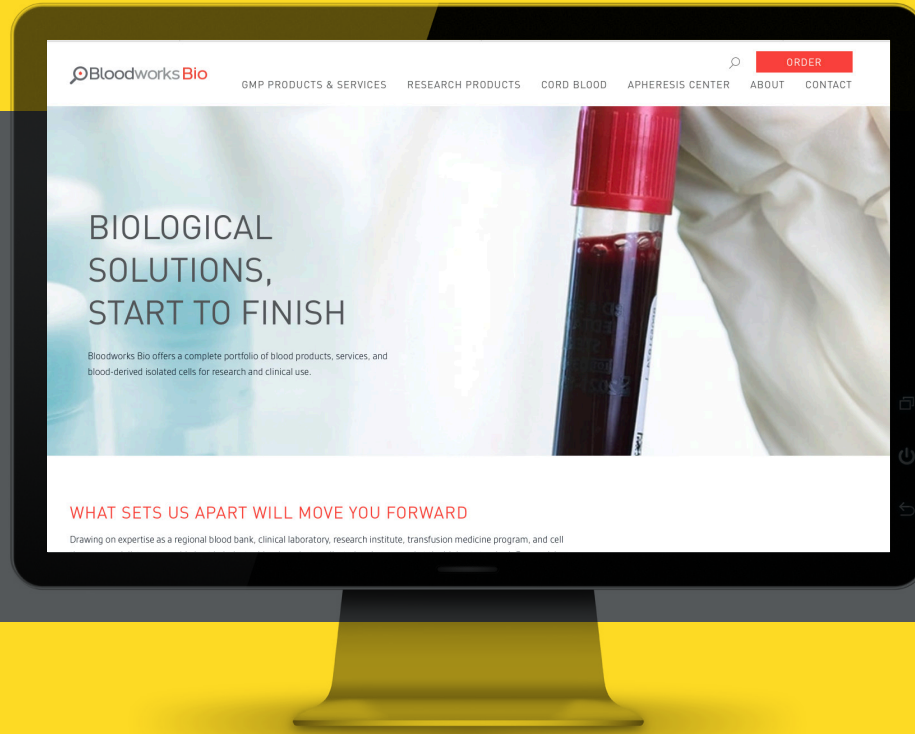 Bloodworks Bio
ORDER
GMP PRODUCTS & SERVICES RESEARCH PRODUCTS CORD BLOOD APHERESIS CENTER ABOUT CONTACT
BIOLOGICAL
SOLUTIONS,
START TO FINISH
Bloodworks Bio offers a complete portfolio of blood products, services, and
blood-derived isolated cells for research and clinical use.
WHAT SETS US APART WILL MOVE YOU FORWARD
Drawing on expertise as a regional blood bank, clinical laboratory, research institute, transfusion medicine program, and cell